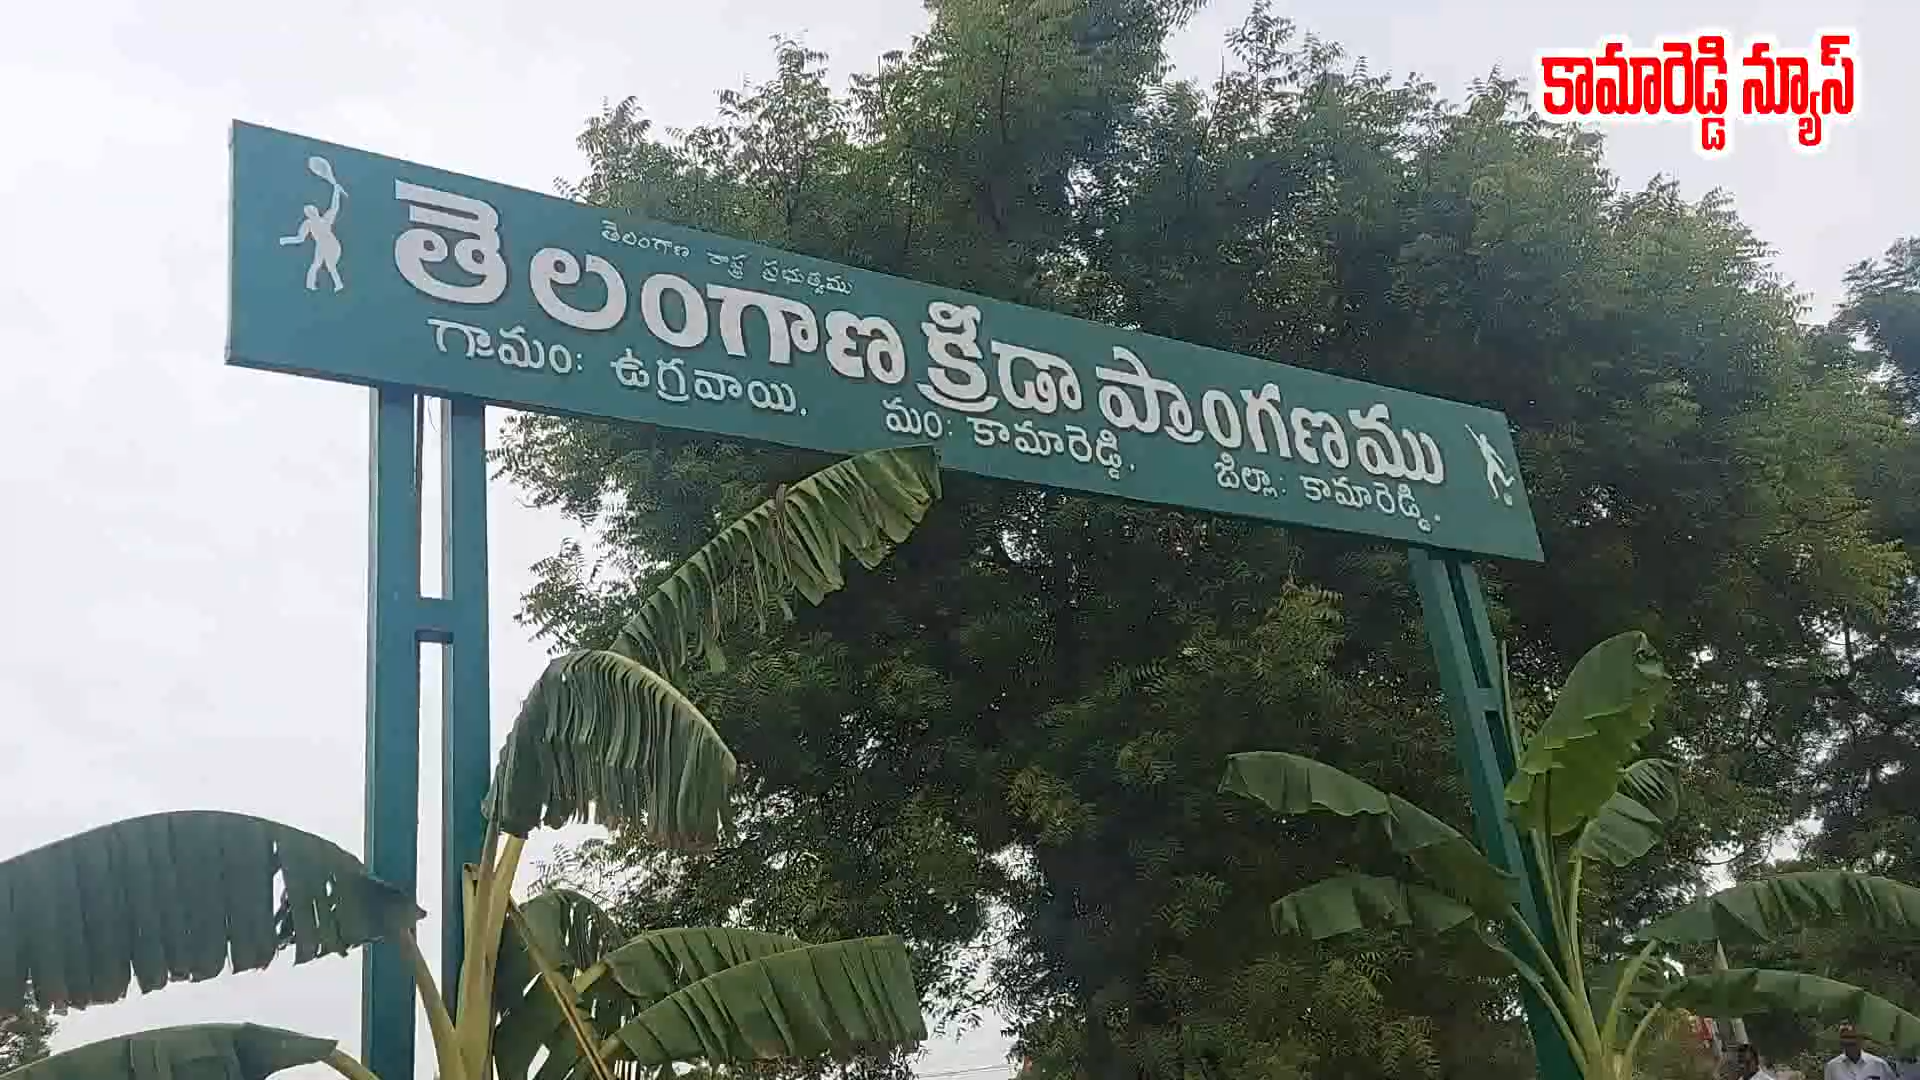 కామారెడ్డి న్యూస్
తెలంగాణ రాష్ట్ర ప్రభుత్వము
తెలంగాణ క్రీడా ప్రాంగణము
గ్రామం: ఉగ్రవాయి. మం: కామారెడ్డి. జిల్లా: కామారెడ్డి.